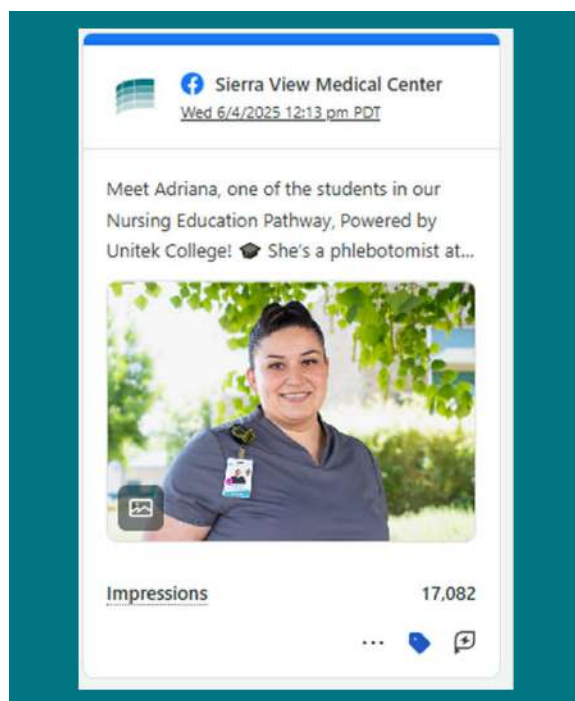 Sierra View Medical Center
Wed 6/4/2025 12:13 pm PDT
Meet Adriana, one of the students in our
Nursing Education Pathway, Powered by
Unitek College! 🎓 She's a phlebotomist at...
Impressions 17,082